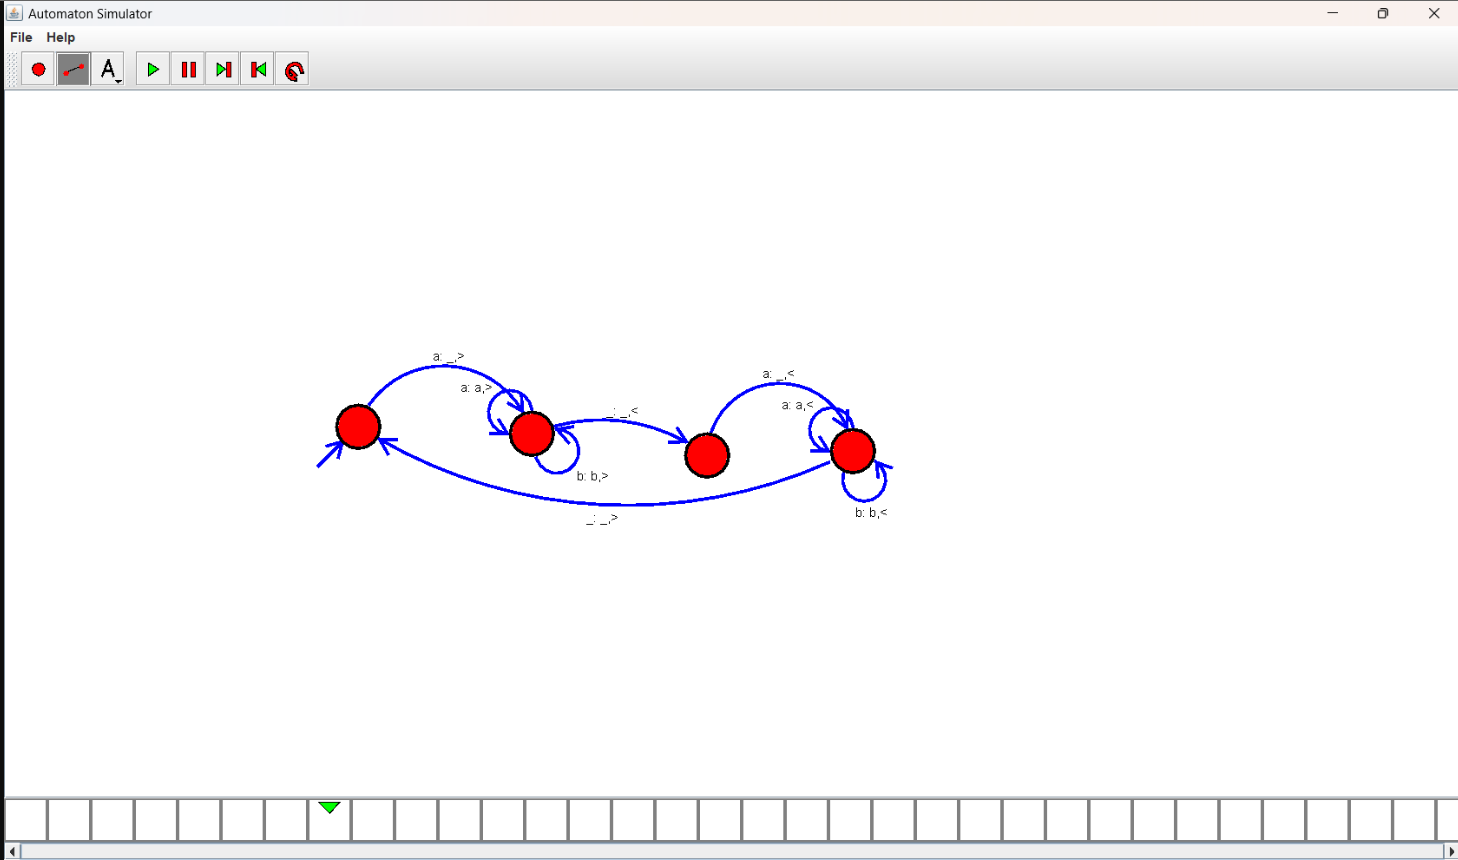 Automaton Simulator
File Help
A
a: _,>
a: a,>
_: _,<
a: _,<
a: a,<
b: b,>
b: b,<
_: _,>